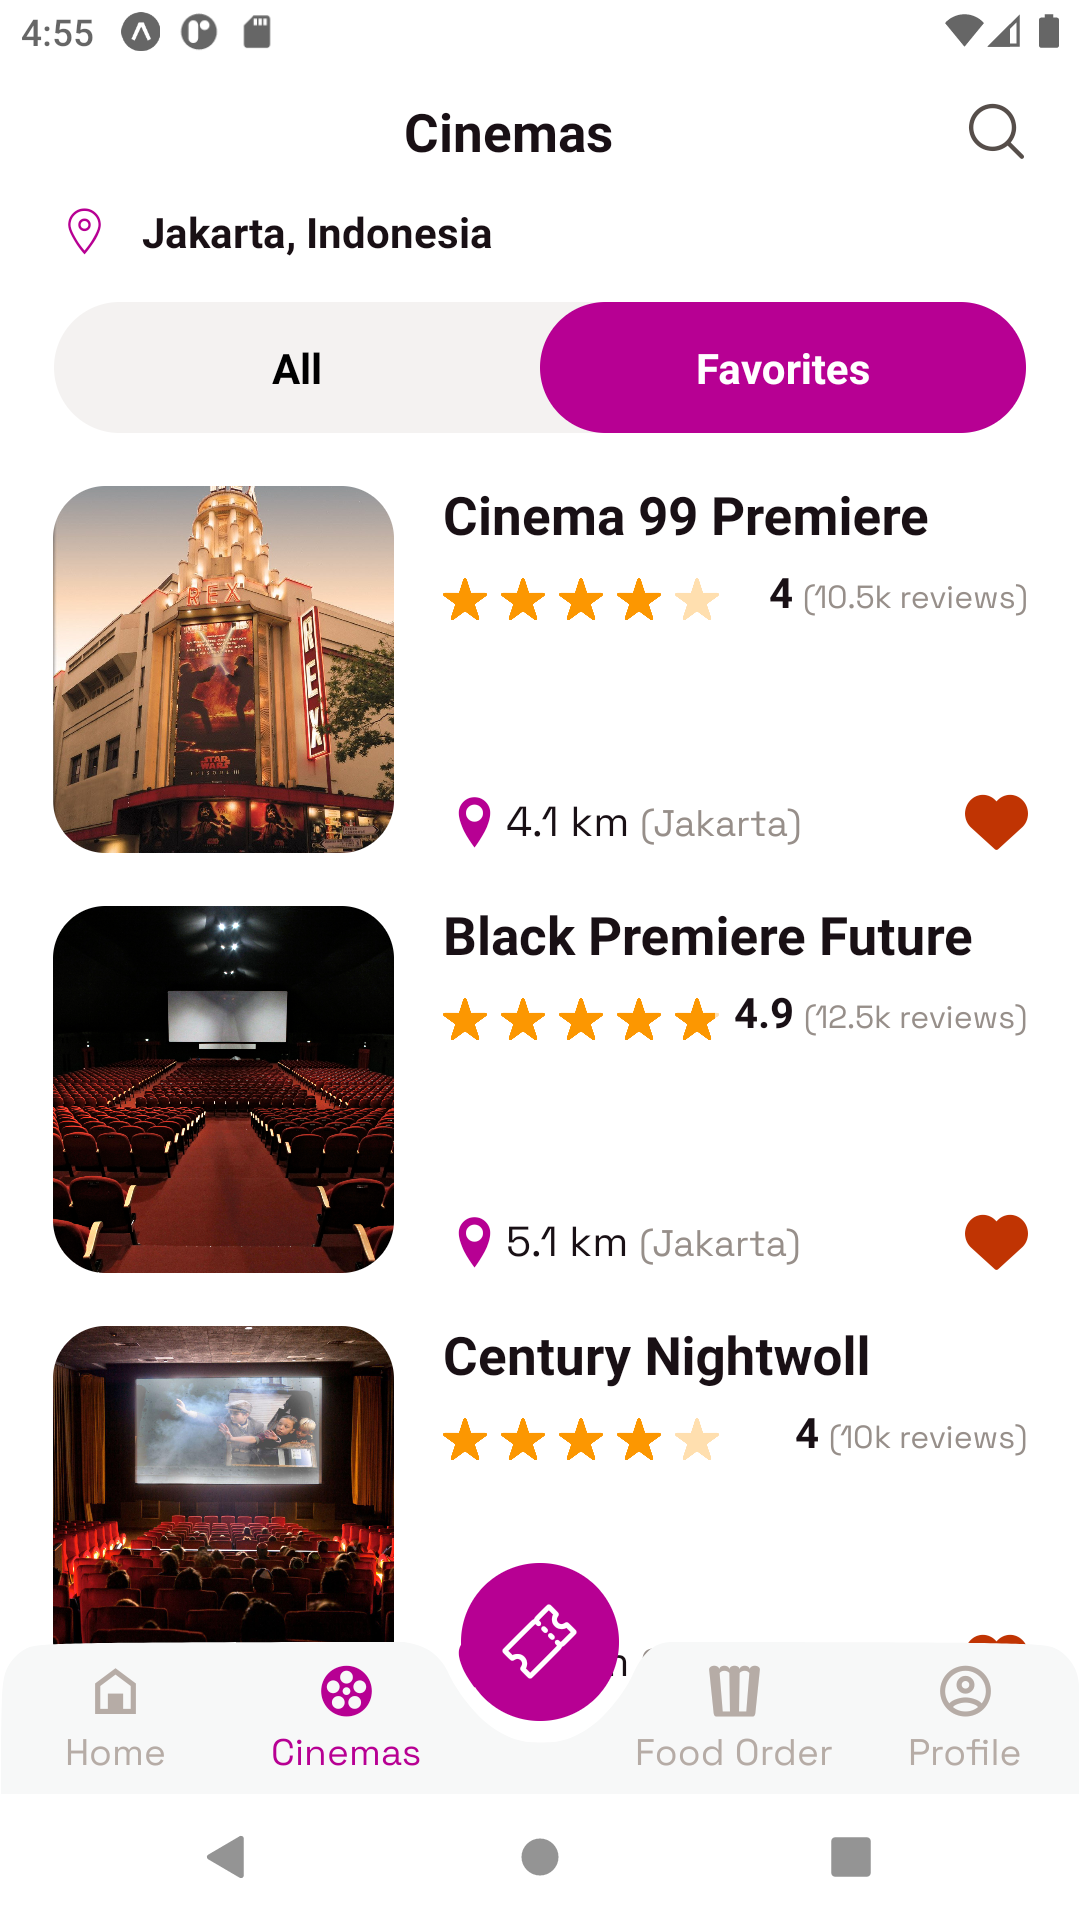 4:55
Cinemas
Jakarta, Indonesia
All
Favorites
REX
REX
STAR WARS
EPISODE III
Cinema 99 Premiere
4 (10.5k reviews)
4.1 km (Jakarta)
Black Premiere Future
4.9 (12.5k reviews)
5.1 km (Jakarta)
Century Nightwoll
4 (10k reviews)
Home
Cinemas
Food Order
Profile